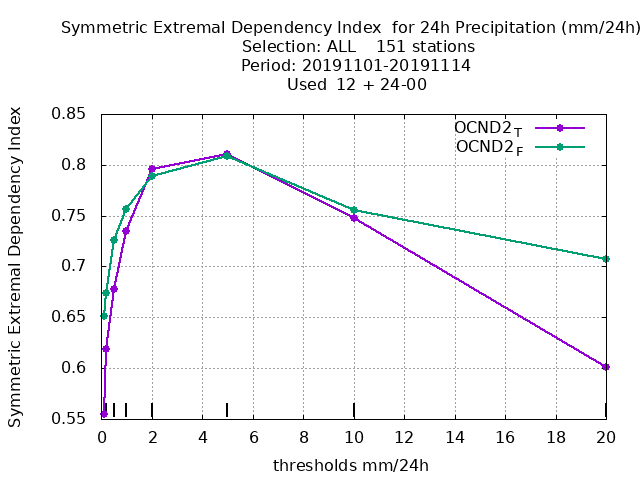 Symmetric Extremal Dependency Index  for 24h Precipitation (mm/24h)
Selection: ALL    151 stations
Period: 20191101-20191114
Used  12 + 24-00
OCND2T
OCND2F
Symmetric Extremal Dependency Index
0.85
0.8
0.75
0.7
0.65
0.6
0.55
0 2 4 6 8 10 12 14 16 18 20
thresholds mm/24h